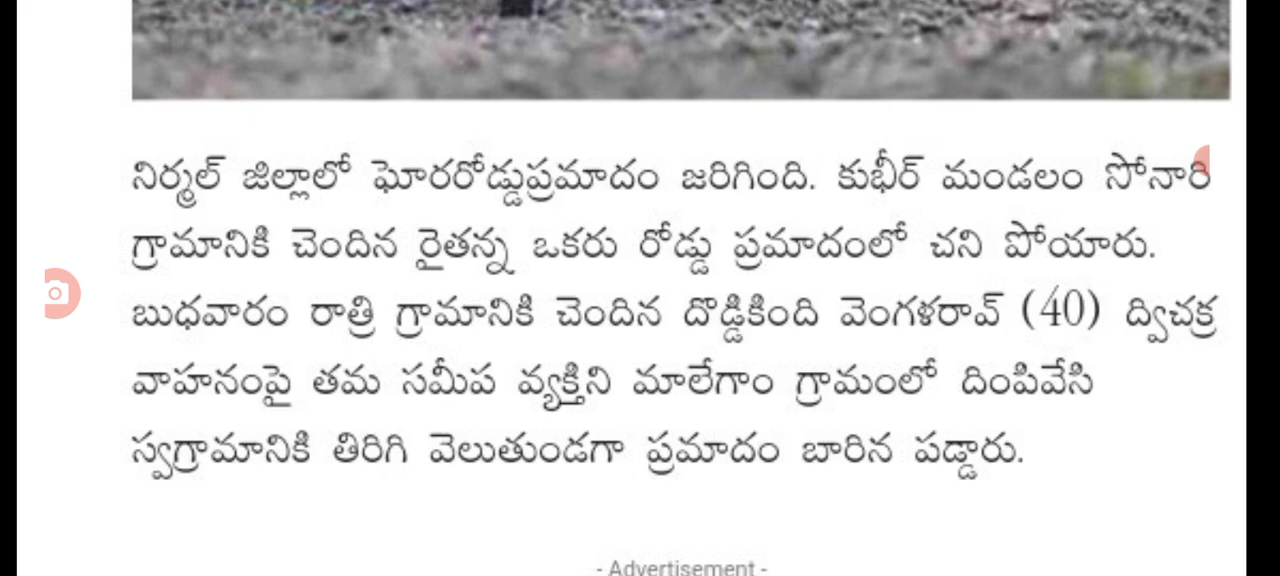 నిర్మల్ జిల్లాలో ఘోరరోడ్డుప్రమాదం జరిగింది. కుభీర్ మండలం సోనారి
గ్రామానికి చెందిన రైతన్న ఒకరు రోడ్డు ప్రమాదంలో చని పోయారు.
బుధవారం రాత్రి గ్రామానికి చెందిన దొడ్డికింది వెంగళరావ్ (40) ద్విచక్ర
వాహనంపై తమ సమీప వ్యక్తిని మాలేగాం గ్రామంలో దింపివేసి
స్వగ్రామానికి తిరిగి వెలుతుండగా ప్రమాదం బారిన పడ్డారు.
- Advertisement -